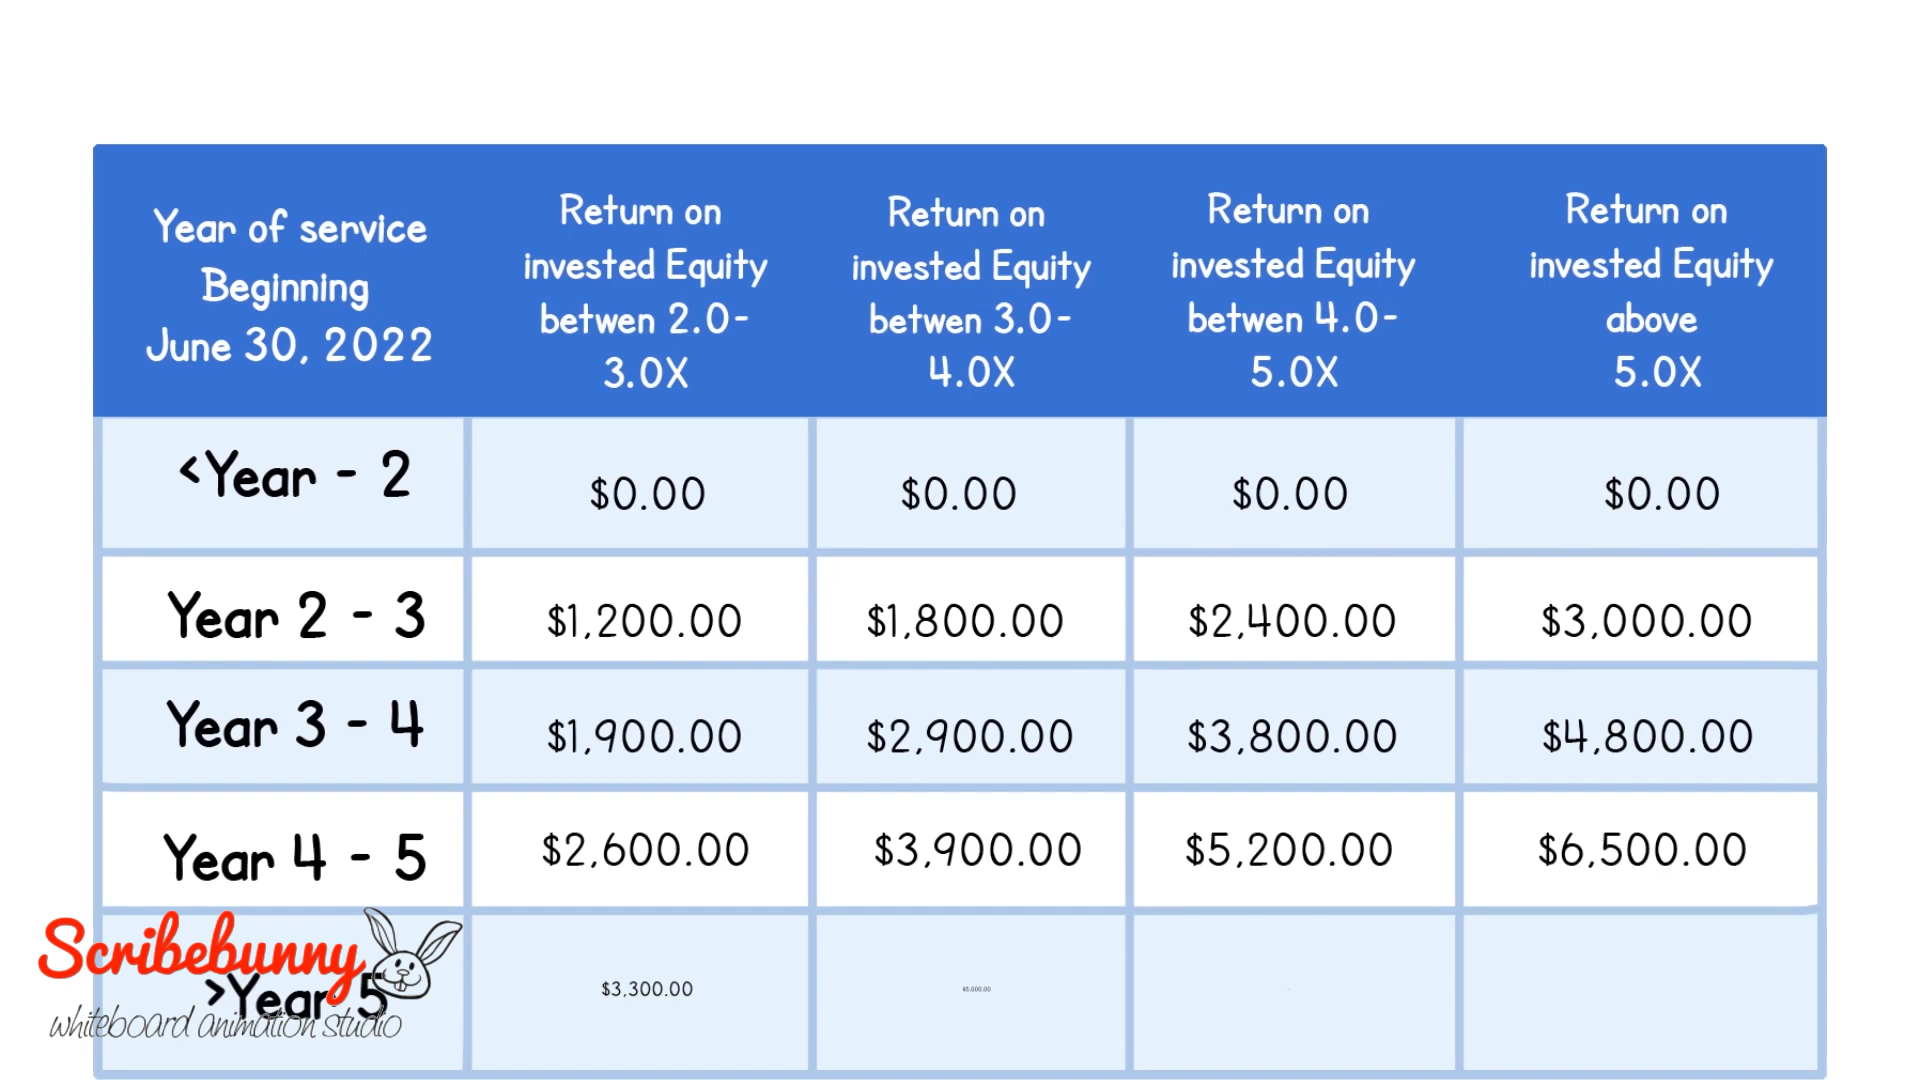 Year of service
Beginning
June 30, 2022
Return on
invested Equity
betwen 2.0-
3.0X
Return on
invested Equity
betwen 3.0-
4.0X
Return on
invested Equity
betwen 4.0-
5.0X
Return on
invested Equity
above
5.0X
<Year - 2
$0.00
$0.00
$0.00
$0.00
Year 2 - 3
$1,200.00
$1,800.00
$2,400.00
$3,000.00
Year 3 - 4
$1,900.00
$2,900.00
$3,800.00
$4,800.00
Year 4 - 5
$2,600.00
$3,900.00
$5,200.00
$6,500.00
>Year 5
$3,300.00
$5,000.00
Scribebunny
whiteboard animation studio